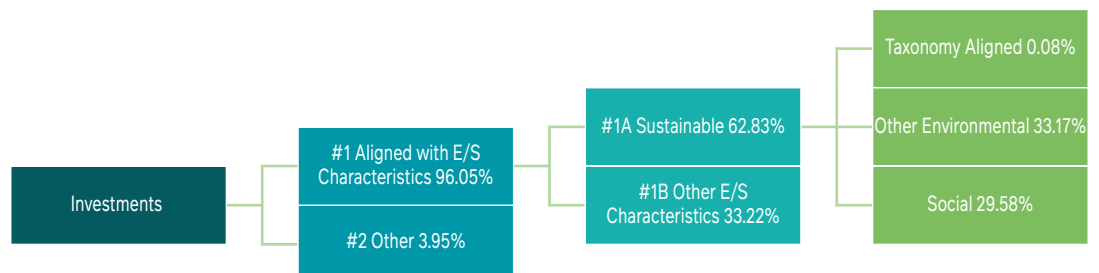 Investments
#1 Aligned with E/S
Characteristics 96.05%
#2 Other 3.95%
#1A Sustainable 62.83%
#1B Other E/S
Characteristics 33.22%
Taxonomy Aligned 0.08%
Other Environmental 33.17%
Social 29.58%